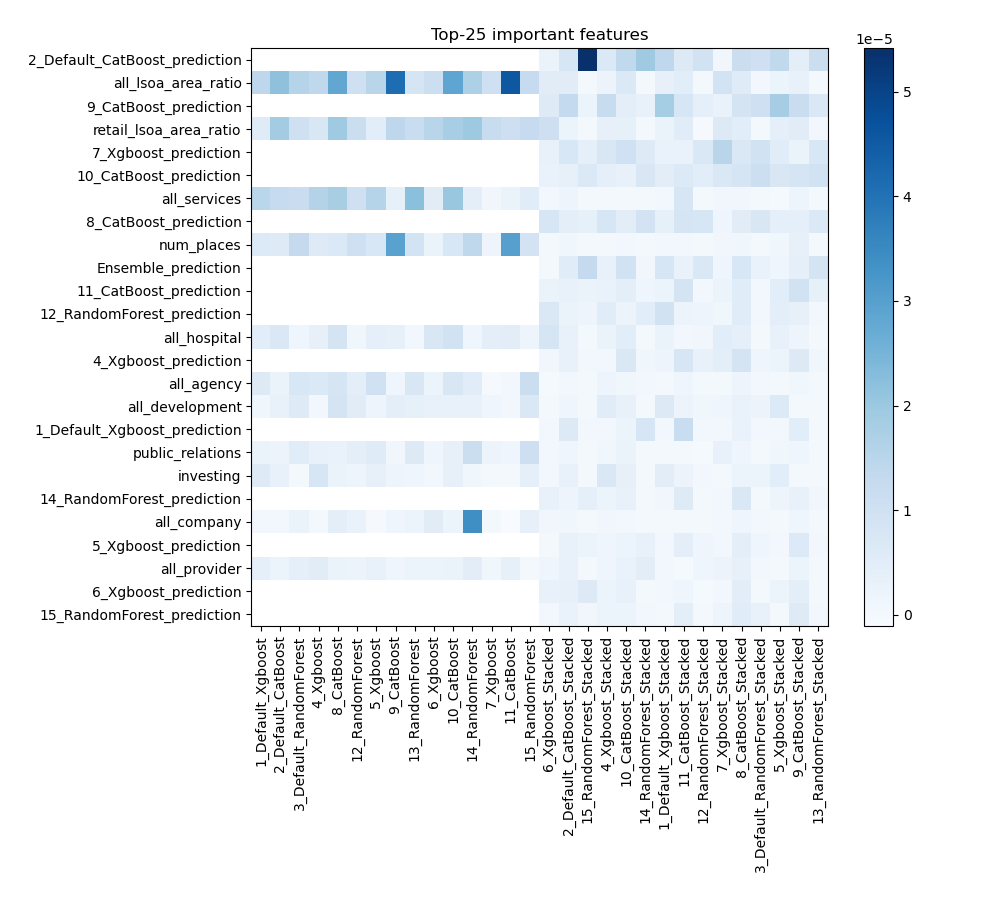 Top-25 important features
1e−5
2_Default_CatBoost_prediction
all_lsoa_area_ratio
9_CatBoost_prediction
retail_lsoa_area_ratio
7_Xgboost_prediction
10_CatBoost_prediction
all_services
8_CatBoost_prediction
num_places
Ensemble_prediction
11_CatBoost_prediction
12_RandomForest_prediction
all_hospital
4_Xgboost_prediction
all_agency
all_development
1_Default_Xgboost_prediction
public_relations
investing
14_RandomForest_prediction
all_company
5_Xgboost_prediction
all_provider
6_Xgboost_prediction
15_RandomForest_prediction
1_Default_Xgboost
2_Default_CatBoost
3_Default_RandomForest
4_Xgboost
8_CatBoost
12_RandomForest
5_Xgboost
9_CatBoost
13_RandomForest
6_Xgboost
10_CatBoost
14_RandomForest
7_Xgboost
11_CatBoost
15_RandomForest
6_Xgboost_Stacked
2_Default_CatBoost_Stacked
15_RandomForest_Stacked
4_Xgboost_Stacked
10_CatBoost_Stacked
14_RandomForest_Stacked
1_Default_Xgboost_Stacked
11_CatBoost_Stacked
12_RandomForest_Stacked
7_Xgboost_Stacked
8_CatBoost_Stacked
3_Default_RandomForest_Stacked
5_Xgboost_Stacked
9_CatBoost_Stacked
13_RandomForest_Stacked
5
4
3
2
1
0